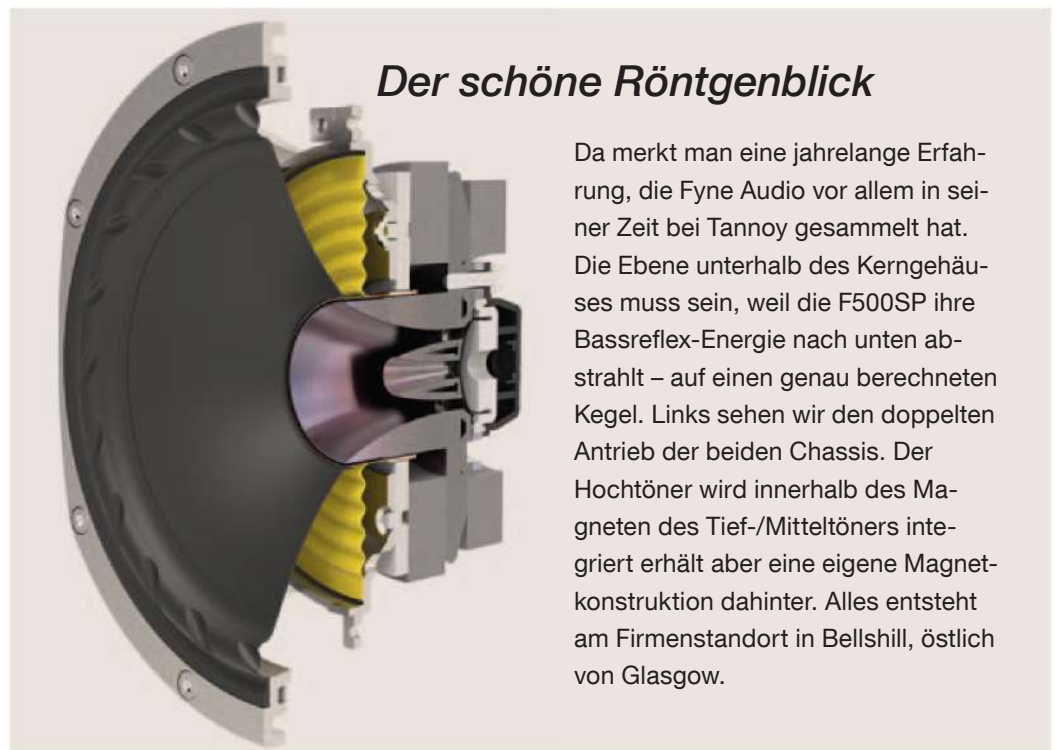 Der schöne Röntgenblick
Da merkt man eine jahrelange Erfah-
rung, die Fyne Audio vor allem in sei-
ner Zeit bei Tannoy gesammelt hat.
Die Ebene unterhalb des Kerngehäu-
ses muss sein, weil die F500SP ihre
Bassreflex-Energie nach unten ab-
strahlt – auf einen genau berechneten
Kegel. Links sehen wir den doppelten
Antrieb der beiden Chassis. Der
Hochtöner wird innerhalb des Ma-
gneten des Tief-/Mitteltöners inte-
griert erhält aber eine eigene Magnet-
konstruktion dahinter. Alles entsteht
am Firmenstandort in Bellshill, östlich
von Glasgow.